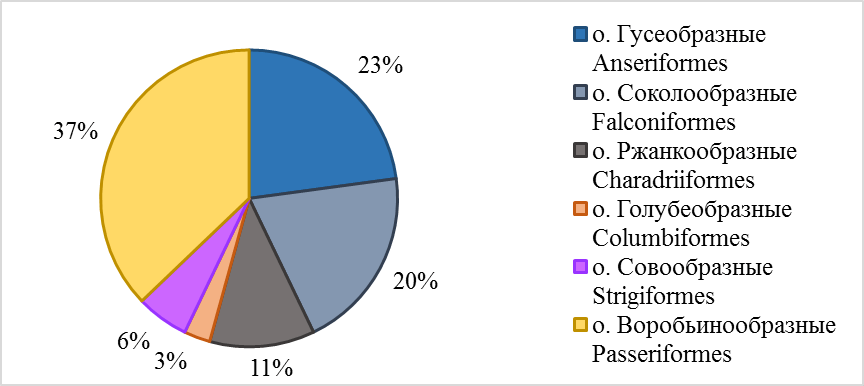 23%
20%
11%
3%
6%
37%
о. Гусеобразные
Anseriformes
о. Соколообразные
Falconiformes
о. Ржанкообразные
Charadriiformes
о. Голубеобразные
Columbiformes
о. Совообразные
Strigiformes
о. Воробьинообразные
Passeriformes